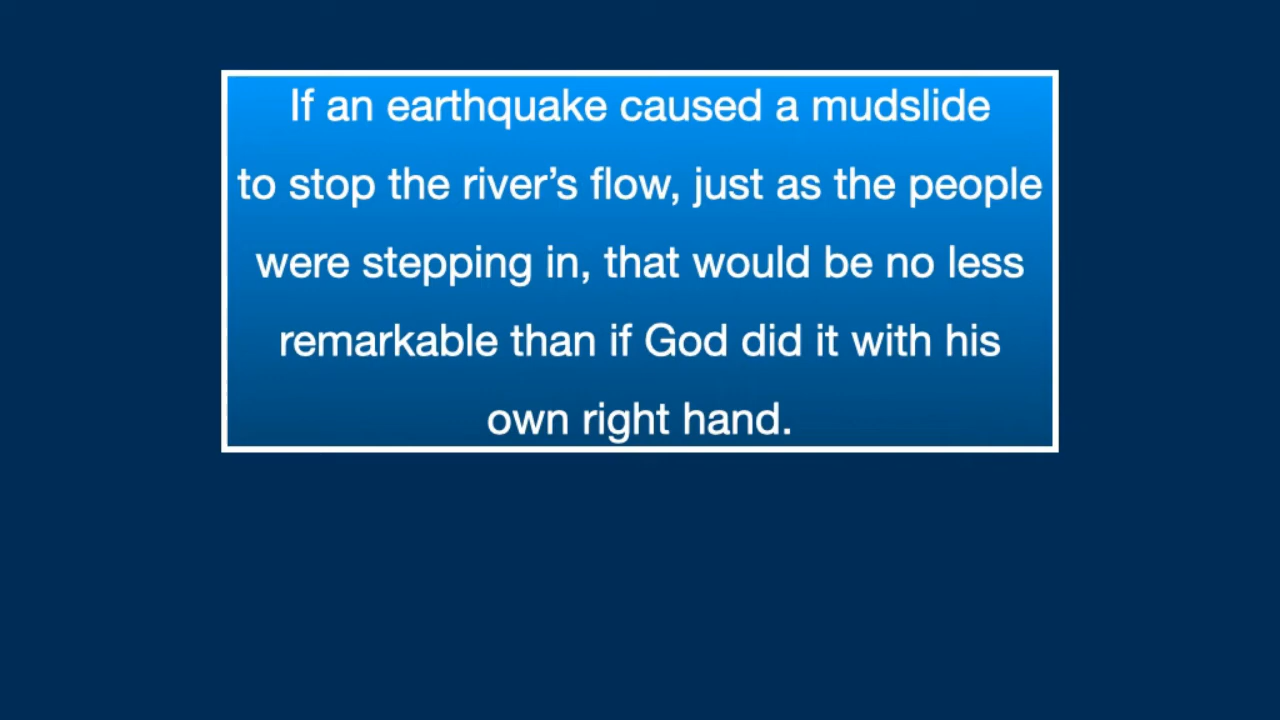 If an earthquake caused a mudslide
to stop the river’s flow, just as the people
were stepping in, that would be no less
remarkable than if God did it with his
own right hand.